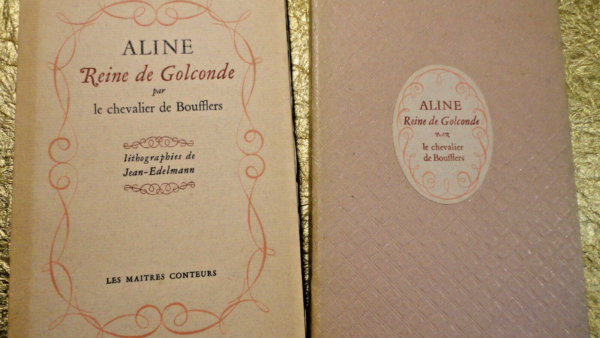 ALINE
Reine de Golconde
par
le chevalier de Boufflers
lithographies de
Jean-Edelmann
LES MAITRES CONTEURS
ALINE
Reine de Golconde
le chevalier
de Boufflers